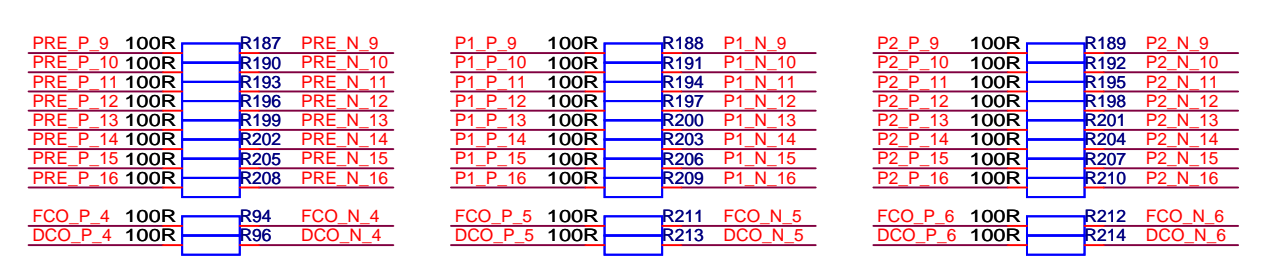 PRE_P_9 100R R187 PRE_N_9 P1_P_9 100R R188 P1_N_9 P2_P_9 100R R189 P2_N_9
PRE_P_10 100R R190 PRE_N_10 P1_P_10 100R R191 P1_N_10 P2_P_10 100R R192 P2_N_10
PRE_P_11 100R R193 PRE_N_11 P1_P_11 100R R194 P1_N_11 P2_P_11 100R R195 P2_N_11
PRE_P_12 100R R196 PRE_N_12 P1_P_12 100R R197 P1_N_12 P2_P_12 100R R198 P2_N_12
PRE_P_13 100R R199 PRE_N_13 P1_P_13 100R R200 P1_N_13 P2_P_13 100R R201 P2_N_13
PRE_P_14 100R R202 PRE_N_14 P1_P_14 100R R203 P1_N_14 P2_P_14 100R R204 P2_N_14
PRE_P_15 100R R205 PRE_N_15 P1_P_15 100R R206 P1_N_15 P2_P_15 100R R207 P2_N_15
PRE_P_16 100R R208 PRE_N_16 P1_P_16 100R R209 P1_N_16 P2_P_16 100R R210 P2_N_16
FCO_P_4 100R R94 FCO_N_4 FCO_P_5 100R R211 FCO_N_5 FCO_P_6 100R R212 FCO_N_6
DCO_P_4 100R R96 DCO_N_4 DCO_P_5 100R R213 DCO_N_5 DCO_P_6 100R R214 DCO_N_6